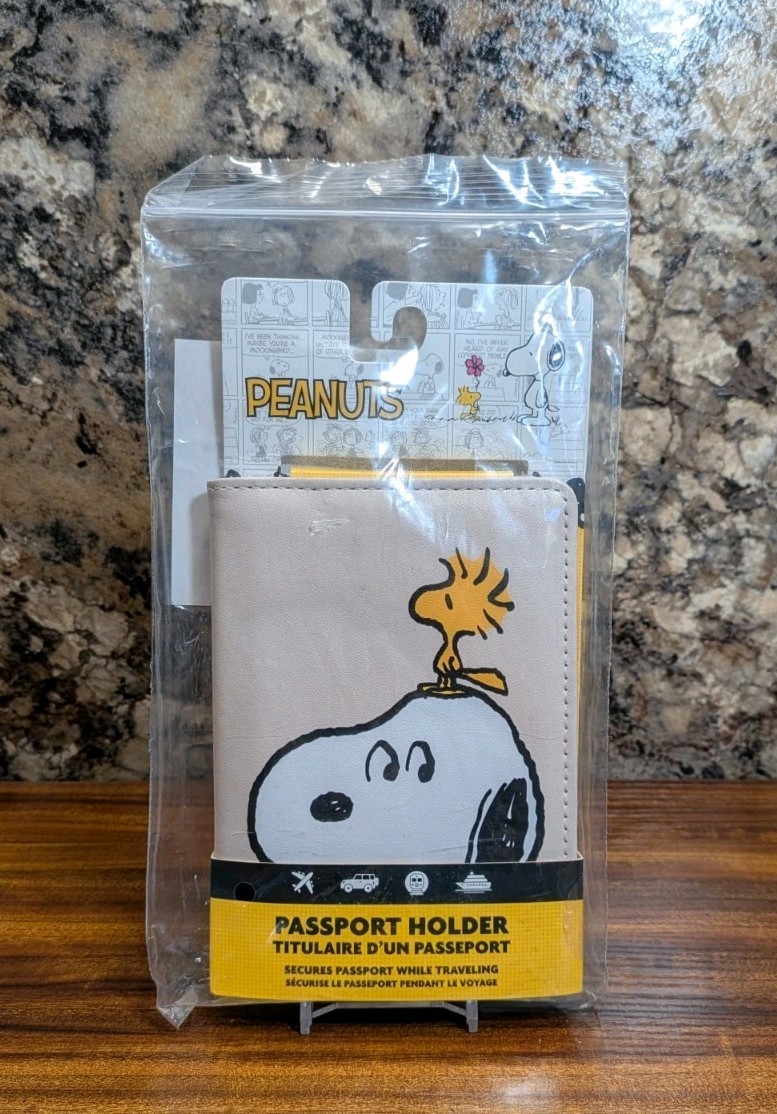 I'VE BEEN THINKING..
MAYBE YOU'RE A
MOCKINGBIRD...
NO, I'VE NEVER
HEARD OF ANY
PEANUTS
PASSPORT HOLDER
TITULAIRE D'UN PASSEPORT
SECURES PASSPORT WHILE TRAVELING
SÉCURISE LE PASSEPORT PENDANT LE VOYAGE